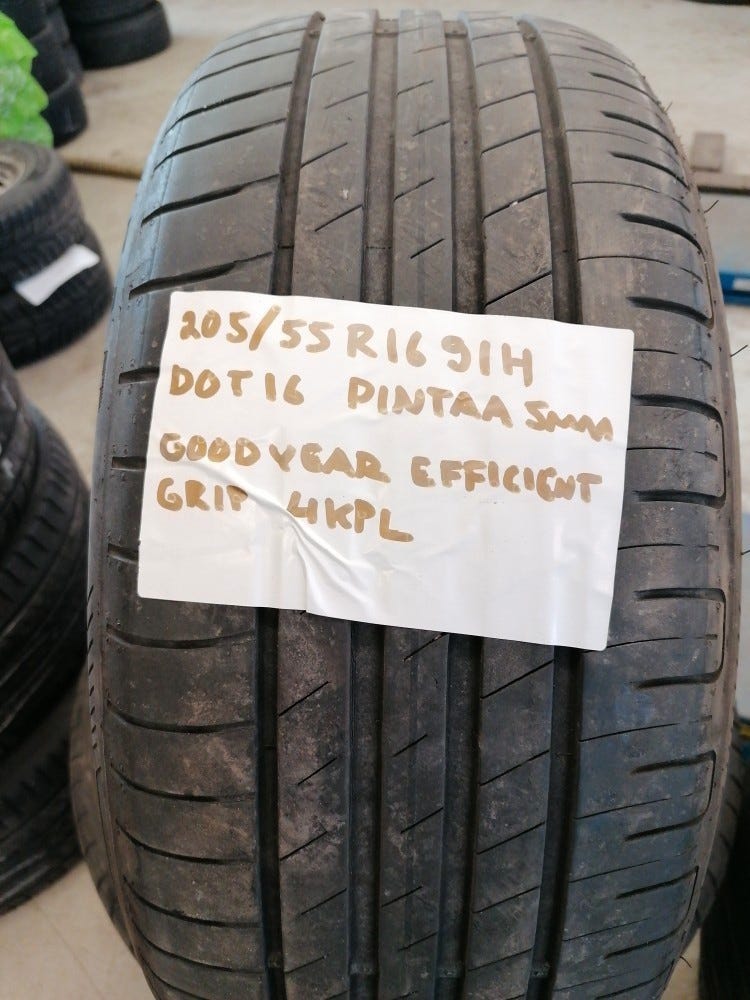 205/55 R16 91H
DOT16 PINTAA 5mm
GOODYEAR EFFICIENT
GRIP 4KPL